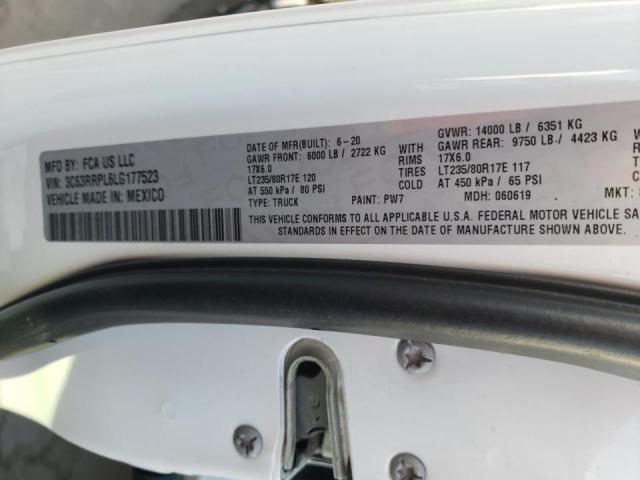 MFD BY: FCA US LLC
VIN: 3C63RRPL6LG177523
VEHICLE MADE IN: MEXICO
DATE OF MFR(BUILT): 6-20
GAWR FRONT: 6000 LB / 2722 KG WITH
17X6.0 RIMS
LT235/80R17E 120 TIRES
AT 550 kPa / 80 PSI COLD
TYPE: TRUCK PAINT: PW7
GVWR: 14000 LB / 6351 KG
GAWR REAR: 9750 LB / 4423 KG WITH
17X6.0
LT235/80R17E 117
AT 450 kPa / 65 PSI
MDH: 060619 MKT:
THIS VEHICLE CONFORMS TO ALL APPLICABLE U.S.A. FEDERAL MOTOR VEHICLE SA
STANDARDS IN EFFECT ON THE DATE OF MANUFACTURE SHOWN ABOVE.